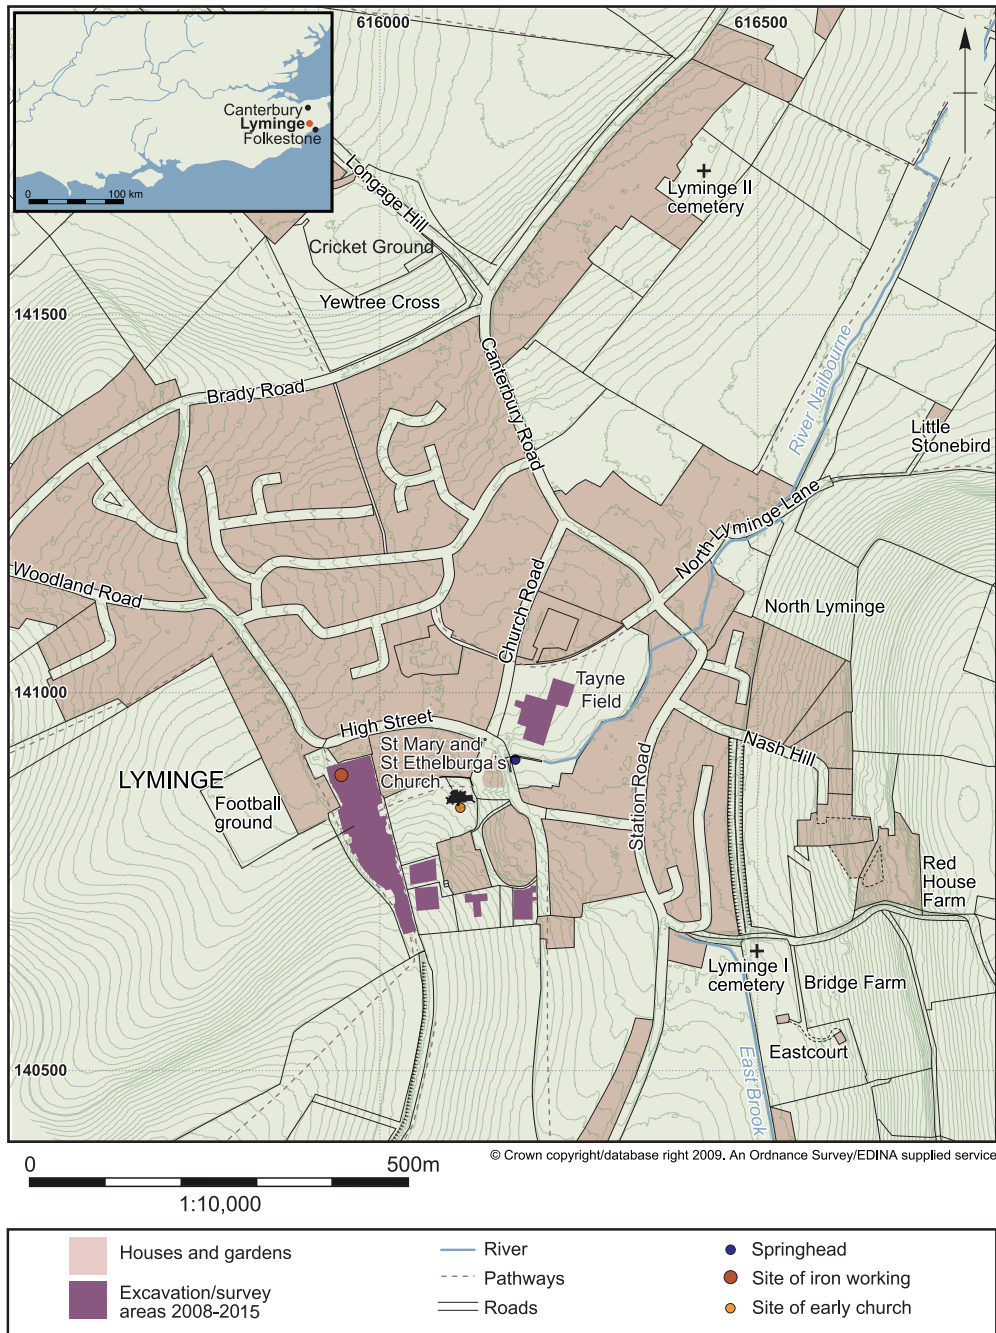 616000
616500
Canterbury
Lyminge
Folkestone
0
100 km
Longage Hill
Cricket Ground
Yewtree Cross
Lyminge II
cemetery
141500
Brady Road
Canterbury Road
River Nailbourne
Little
Stonebird
North Lyminge Lane
Woodland Road
Church Road
North Lyminge
141000
Tayne
Field
High Street
St Mary and
St Ethelburga's
Church
Nash Hill
LYMINGE
Football
ground
Station Road
Red
House
Farm
Lyminge I
cemetery
Bridge Farm
Eastcourt
East Brook
140500
0
500m
1:10,000
© Crown copyright/database right 2009. An Ordnance Survey/EDINA supplied service
Houses and gardens
Excavation/survey
areas 2008-2015
River
Pathways
Roads
Springhead
Site of iron working
Site of early church